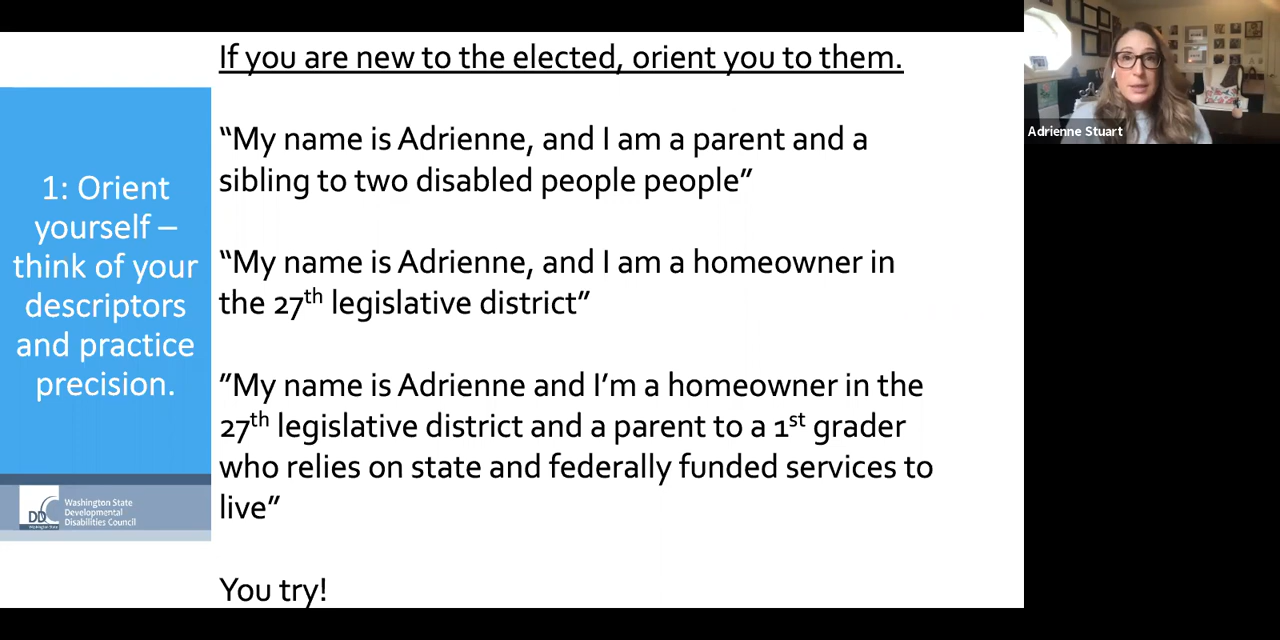 If you are new to the elected, orient you to them.
“My name is Adrienne, and I am a parent and a
sibling to two disabled people people”
“My name is Adrienne, and I am a homeowner in
the 27th legislative district”
”My name is Adrienne and I’m a homeowner in the
27th legislative district and a parent to a 1st grader
who relies on state and federally funded services to
live”
You try!
1: Orient
yourself –
think of your
descriptors
and practice
precision.
DDC
Washington State
Developmental
Disabilities Council
Adrienne Stuart